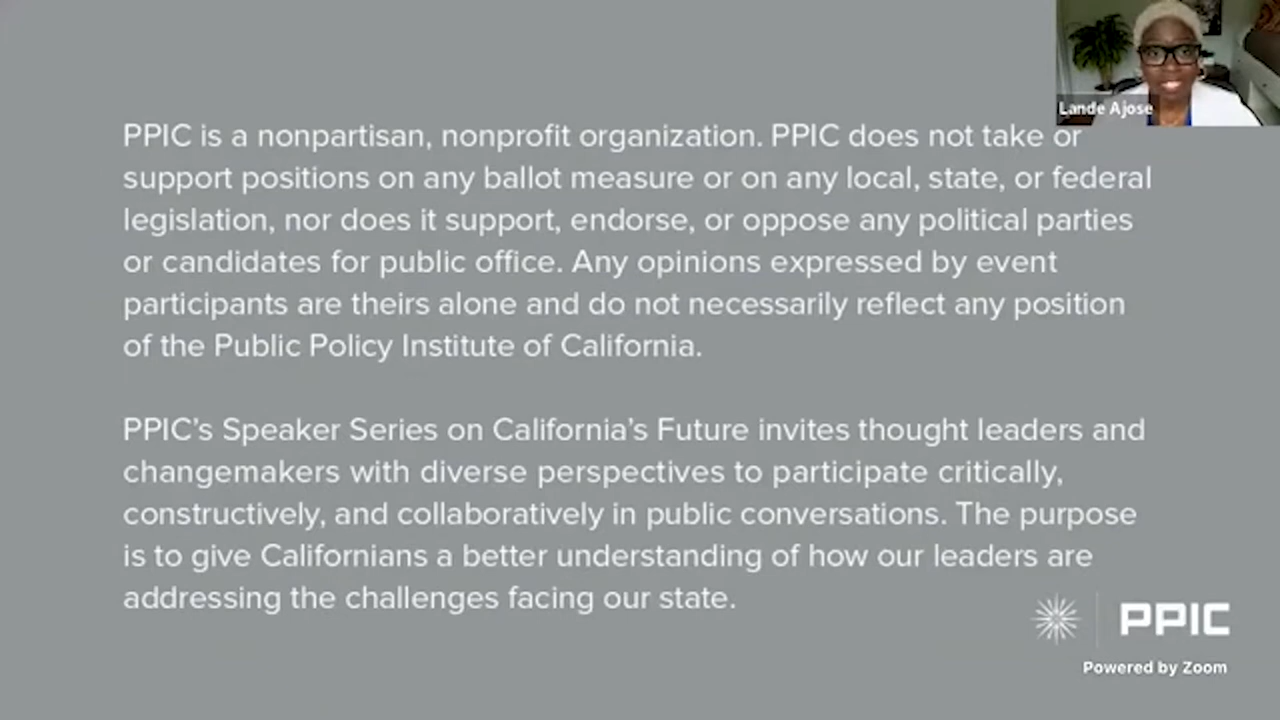 Lande Ajose
PPIC is a nonpartisan, nonprofit organization. PPIC does not take or
support positions on any ballot measure or on any local, state, or federal
legislation, nor does it support, endorse, or oppose any political parties
or candidates for public office. Any opinions expressed by event
participants are theirs alone and do not necessarily reflect any position
of the Public Policy Institute of California.
PPIC's Speaker Series on California's Future invites thought leaders and
changemakers with diverse perspectives to participate critically,
constructively, and collaboratively in public conversations. The purpose
is to give Californians a better understanding of how our leaders are
addressing the challenges facing our state.
PPIC
Powered by Zoom